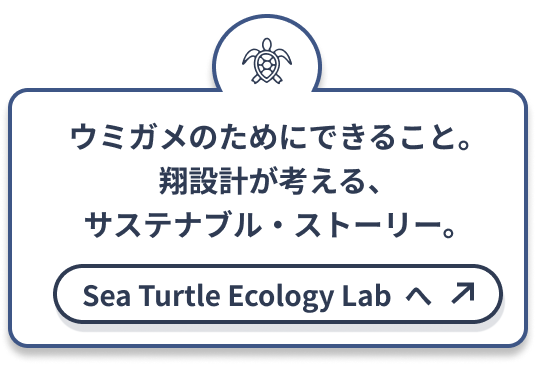 ウミガメのためにできること。
翔設計が考える、
サステナブル・ストーリー。
Sea Turtle Ecology Lab へ